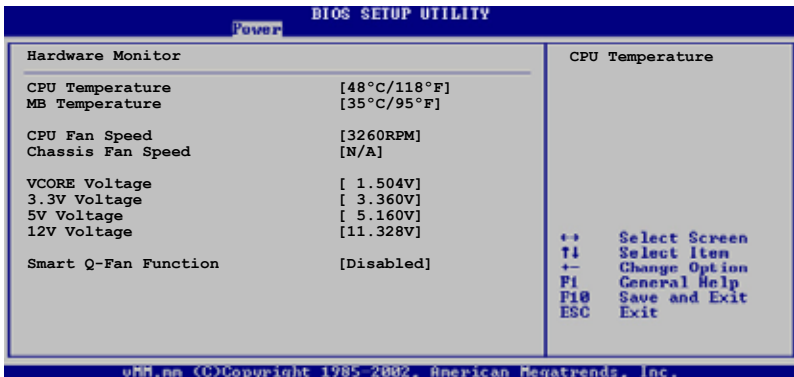 BIOS SETUP UTILITY
Power
Hardware Monitor
CPU Temperature [48°C/118°F]
MB Temperature [35°C/95°F]
CPU Fan Speed [3260RPM]
Chassis Fan Speed [N/A]
VCORE Voltage [ 1.504V]
3.3V Voltage [ 3.360V]
5V Voltage [ 5.160V]
12V Voltage [11.328V]
Smart Q-Fan Function [Disabled]
CPU Temperature
↔ Select Screen
↑↓ Select Item
+- Change Option
F1 General Help
F10 Save and Exit
ESC Exit
vMM.nn (C)Copyright 1985-2002, American Megatrends, Inc.